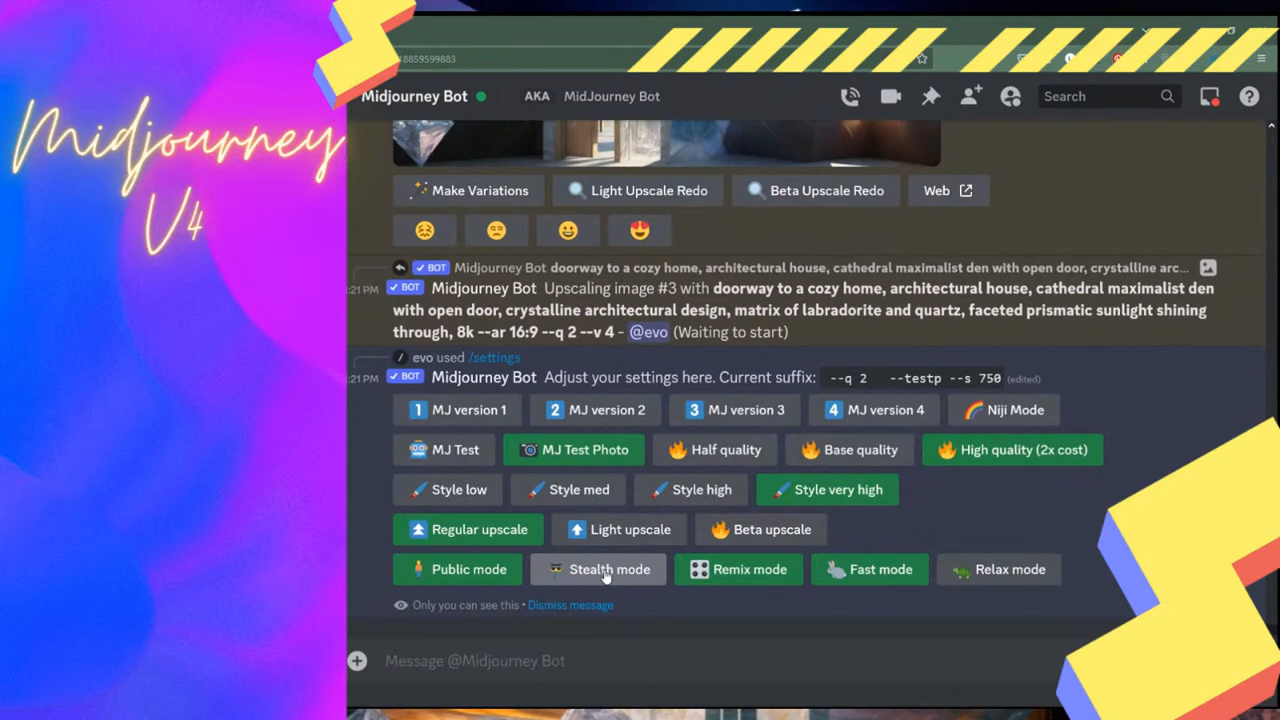 Midjourney
V4
18859599883
Midjourney Bot AKA MidJourney Bot Search
Make Variations Light Upscale Redo Beta Upscale Redo Web
BOT Midjourney Bot doorway to a cozy home, architectural house, cathedral maximalist den with open door, crystalline arc...
:21 PM BOT Midjourney Bot Upscaling image #3 with doorway to a cozy home, architectural house, cathedral maximalist den
with open door, crystalline architectural design, matrix of labradorite and quartz, faceted prismatic sunlight shining
through, 8k --ar 16:9 --q 2 --v 4 - @evo (Waiting to start)
/ evo used /settings
:21 PM BOT Midjourney Bot Adjust your settings here. Current suffix: --q 2 --testp --s 750 (edited)
1 MJ version 1 2 MJ version 2 3 MJ version 3 4 MJ version 4 Niji Mode
MJ Test MJ Test Photo Half quality Base quality High quality (2x cost)
Style low Style med Style high Style very high
Regular upscale Light upscale Beta upscale
Public mode Stealth mode Remix mode Fast mode Relax mode
Only you can see this • Dismiss message
Message @Midjourney Bot